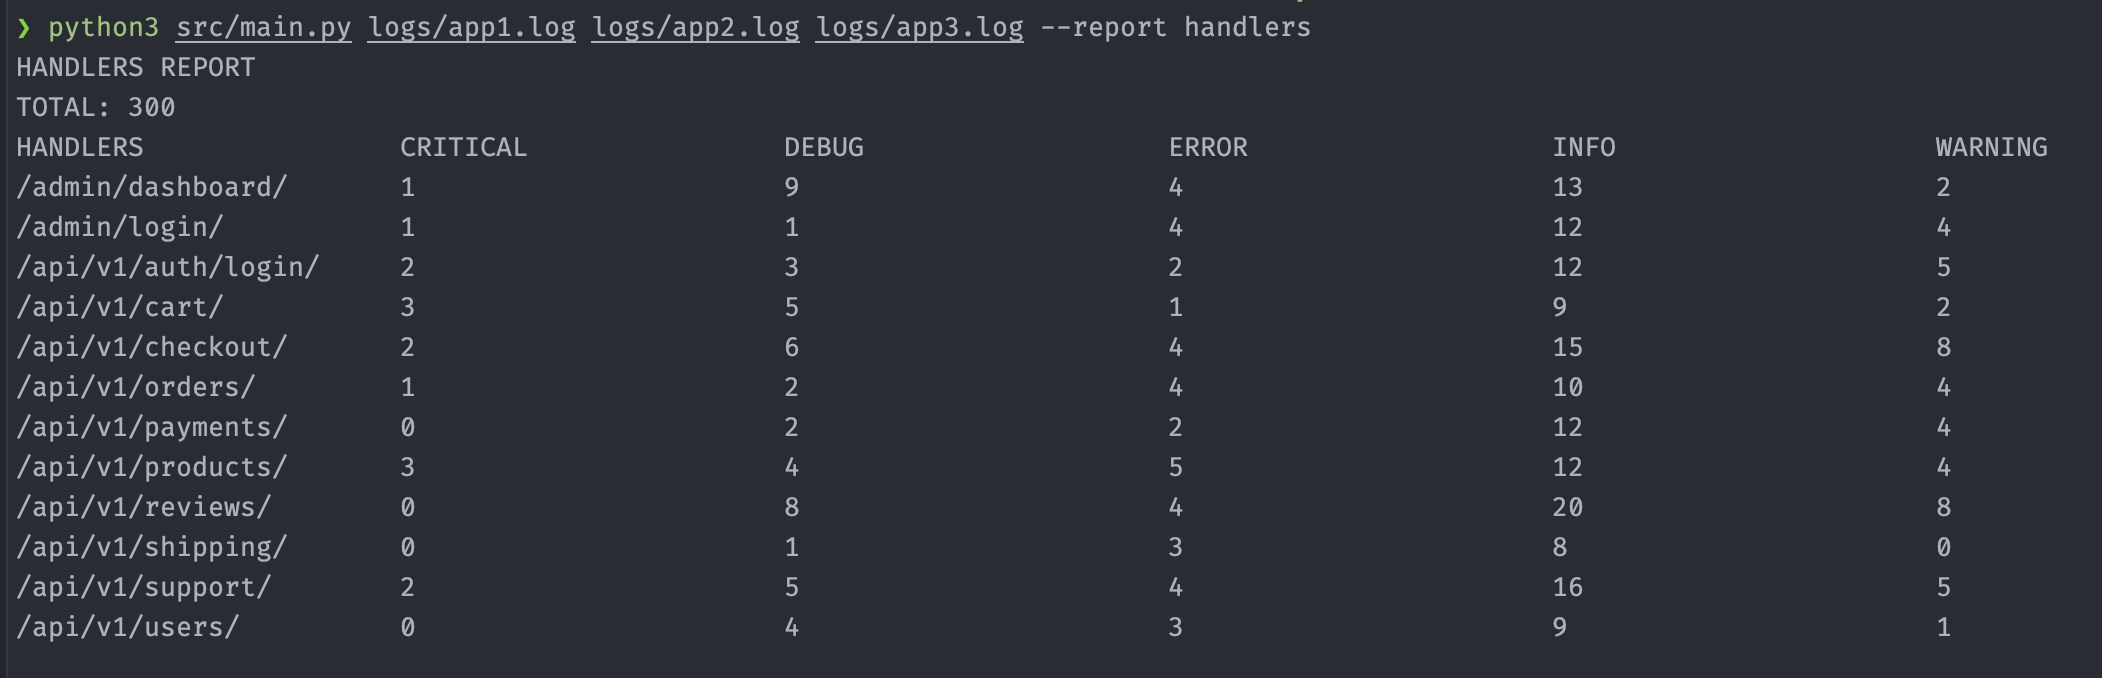 ❯ python3 src/main.py logs/app1.log logs/app2.log logs/app3.log --report handlers
HANDLERS REPORT
TOTAL: 300
HANDLERS                CRITICAL                DEBUG                   ERROR                   INFO                    WARNING
/admin/dashboard/       1                       9                       4                       13                      2
/admin/login/           1                       1                       4                       12                      4
/api/v1/auth/login/     2                       3                       2                       12                      5
/api/v1/cart/           3                       5                       1                       9                       2
/api/v1/checkout/       2                       6                       4                       15                      8
/api/v1/orders/         1                       2                       4                       10                      4
/api/v1/payments/       0                       2                       2                       12                      4
/api/v1/products/       3                       4                       5                       12                      4
/api/v1/reviews/        0                       8                       4                       20                      8
/api/v1/shipping/       0                       1                       3                       8                       0
/api/v1/support/        2                       5                       4                       16                      5
/api/v1/users/          0                       4                       3                       9                       1